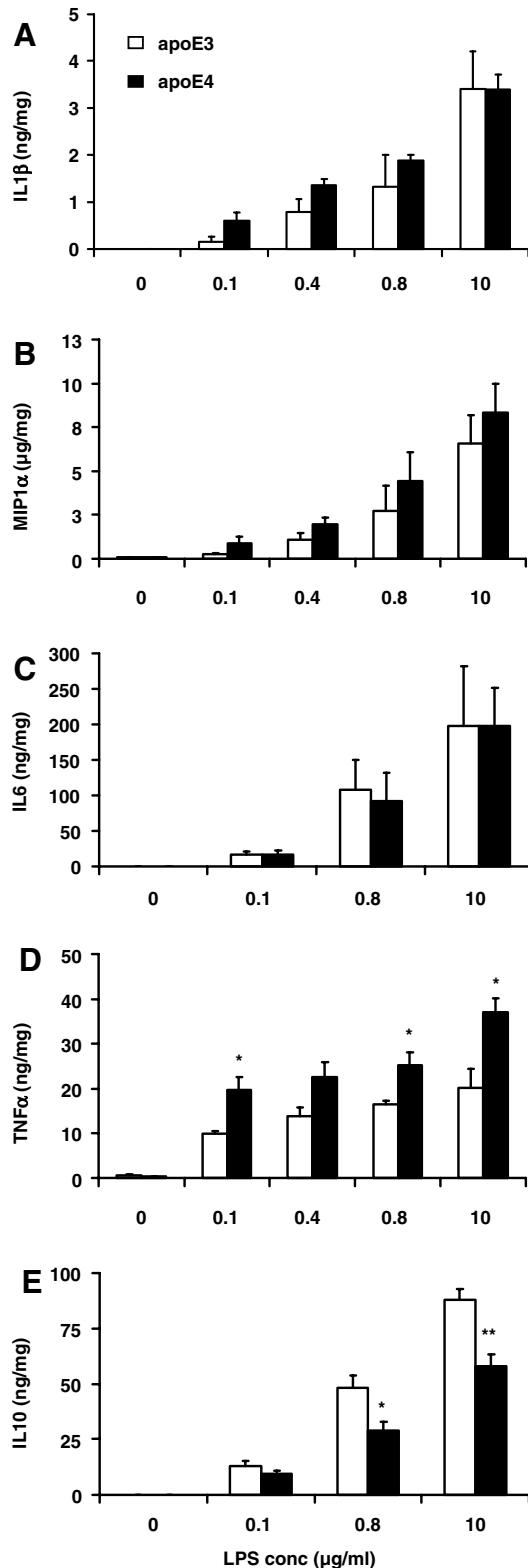 A
IL1β (ng/mg)
apoE3
apoE4
5
4
3
2
1
0
0 0.1 0.4 0.8 10
B
MIP1α (µg/mg)
13
10
8
5
3
0
0 0.1 0.4 0.8 10
C
IL6 (ng/mg)
300
250
200
150
100
50
0
0 0.1 0.8 10
D
TNFα (ng/mg)
50
40
30
20
10
0
* * *
0 0.1 0.4 0.8 10
E
IL10 (ng/mg)
100
75
50
25
0
* **
0 0.1 0.8 10
LPS conc (µg/ml)